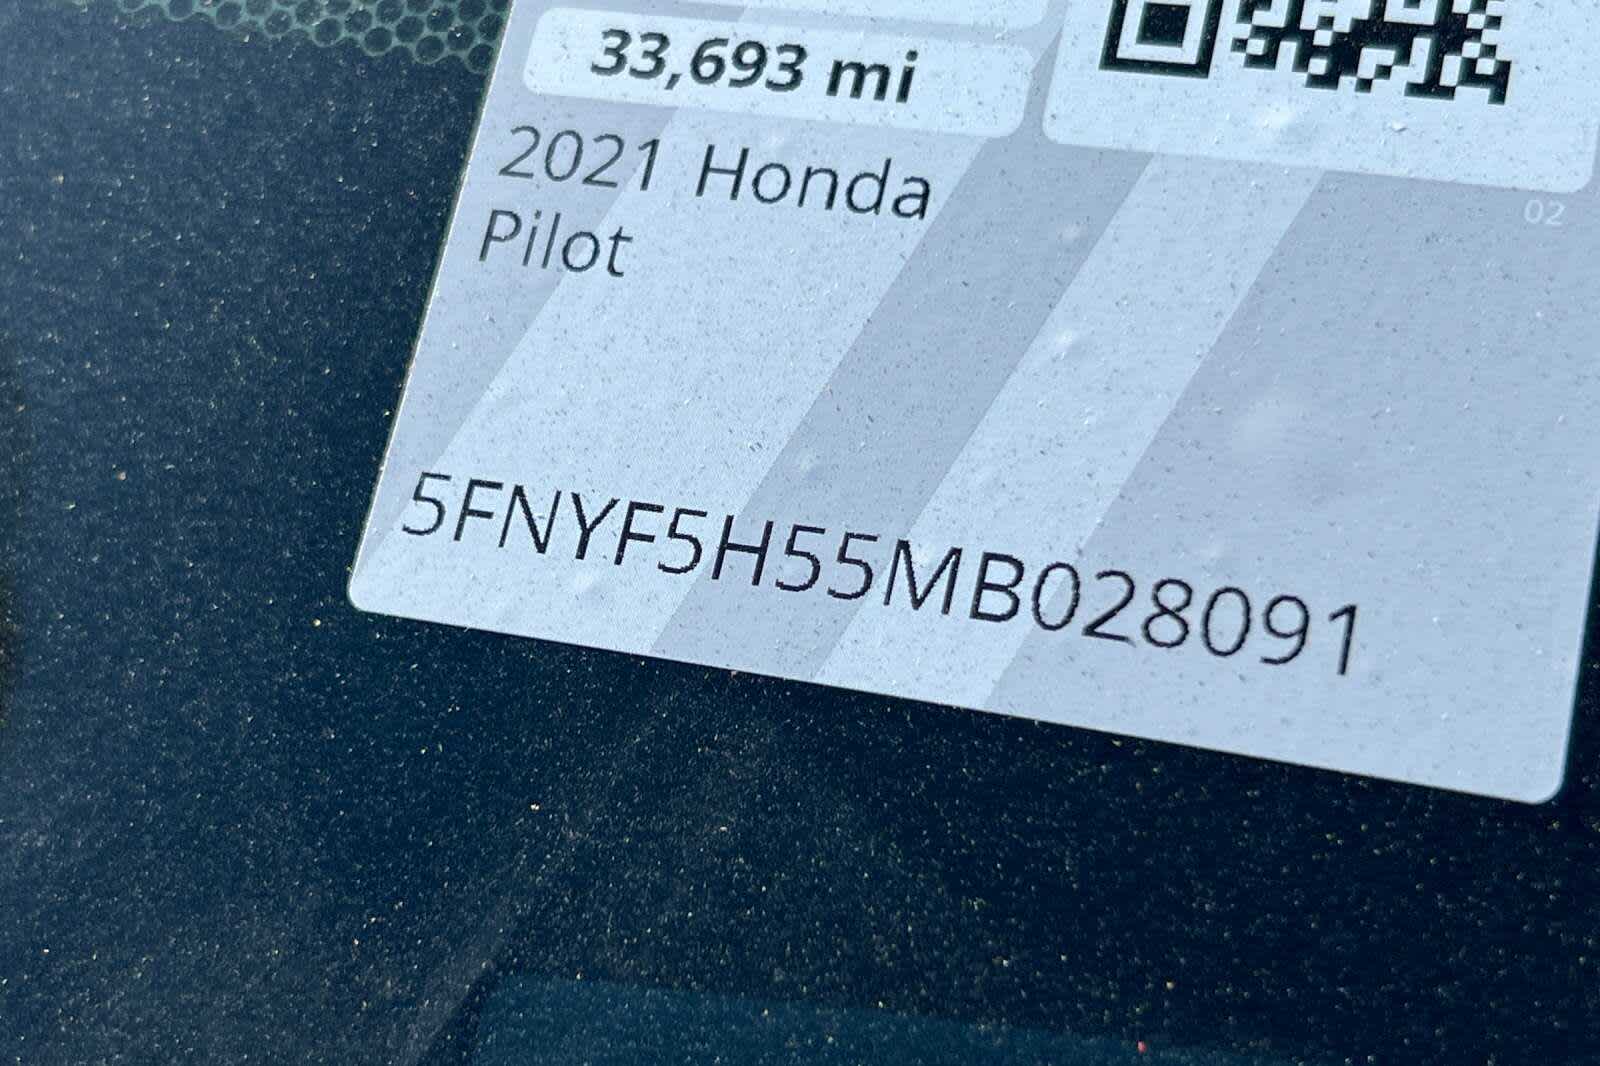 33,693 mi
2021 Honda
Pilot
02
5FNYF5H55MB028091